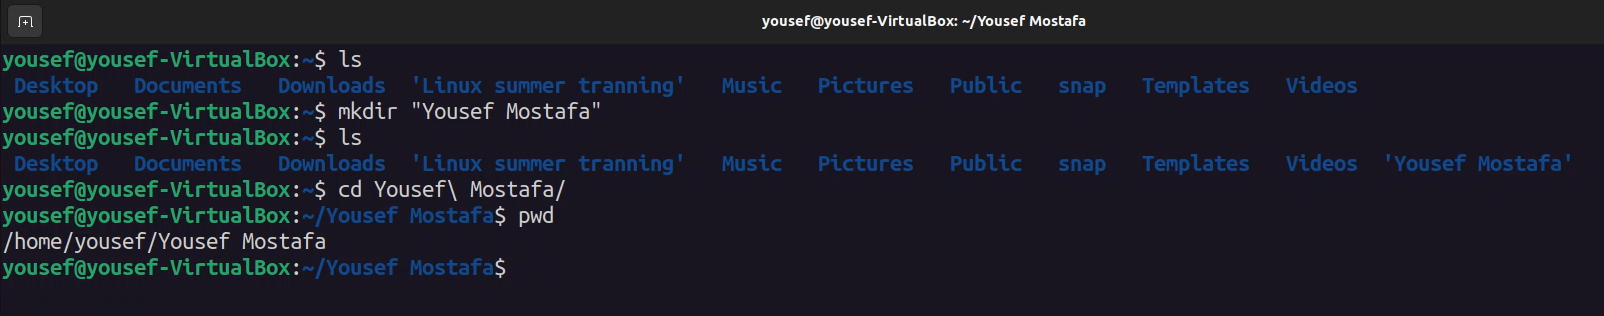 yousef@yousef-VirtualBox: ~/Yousef Mostafa
yousef@yousef-VirtualBox:~$ ls
Desktop Documents Downloads 'Linux summer tranning' Music Pictures Public snap Templates Videos
yousef@yousef-VirtualBox:~$ mkdir "Yousef Mostafa"
yousef@yousef-VirtualBox:~$ ls
Desktop Documents Downloads 'Linux summer tranning' Music Pictures Public snap Templates Videos 'Yousef Mostafa'
yousef@yousef-VirtualBox:~$ cd Yousef\ Mostafa/
yousef@yousef-VirtualBox:~/Yousef Mostafa$ pwd
/home/yousef/Yousef Mostafa
yousef@yousef-VirtualBox:~/Yousef Mostafa$